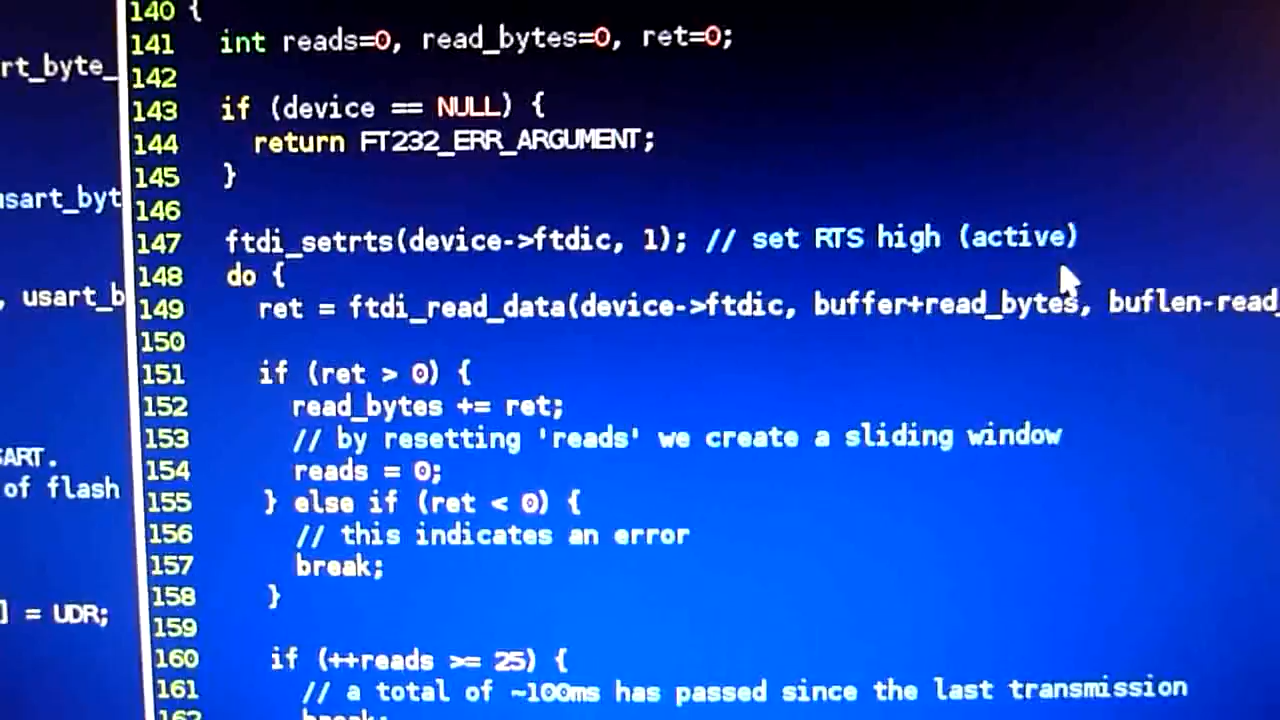 140 {
141 int reads=0, read_bytes=0, ret=0;
rt_byte_
142
143 if (device == NULL) {
144 return FT232_ERR_ARGUMENT;
145 }
usart_byt
146
147 ftdi_setrts(device->ftdic, 1); // set RTS high (active)
148 do {
, usart_b
149 ret = ftdi_read_data(device->ftdic, buffer+read_bytes, buflen-read_
150
151 if (ret > 0) {
152 read_bytes += ret;
153 // by resetting 'reads' we create a sliding window
SART.
154 reads = 0;
of flash
155 } else if (ret < 0) {
156 // this indicates an error
157 break;
158 }
] = UDR;
159
160 if (++reads >= 25) {
161 // a total of ~100ms has passed since the last transmission
162 break;